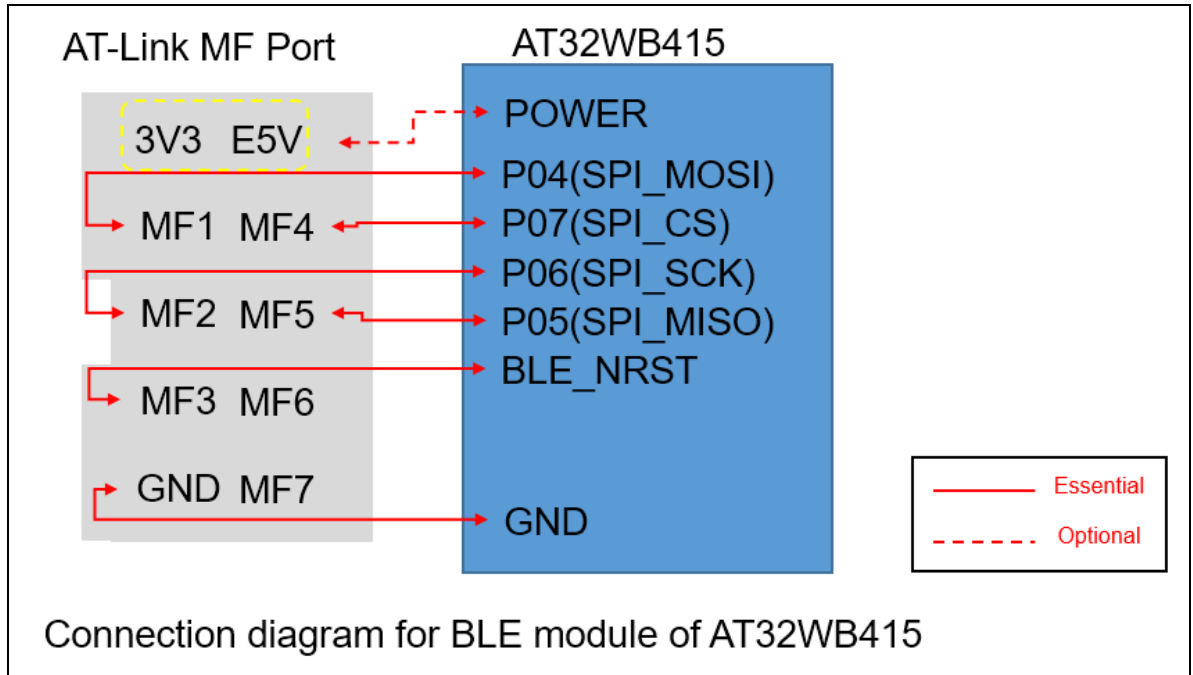 AT-Link MF Port
AT32WB415
3V3 E5V
MF1 MF4
MF2 MF5
MF3 MF6
GND MF7
POWER
P04(SPI_MOSI)
P07(SPI_CS)
P06(SPI_SCK)
P05(SPI_MISO)
BLE_NRST
GND
Essential
Optional
Connection diagram for BLE module of AT32WB415